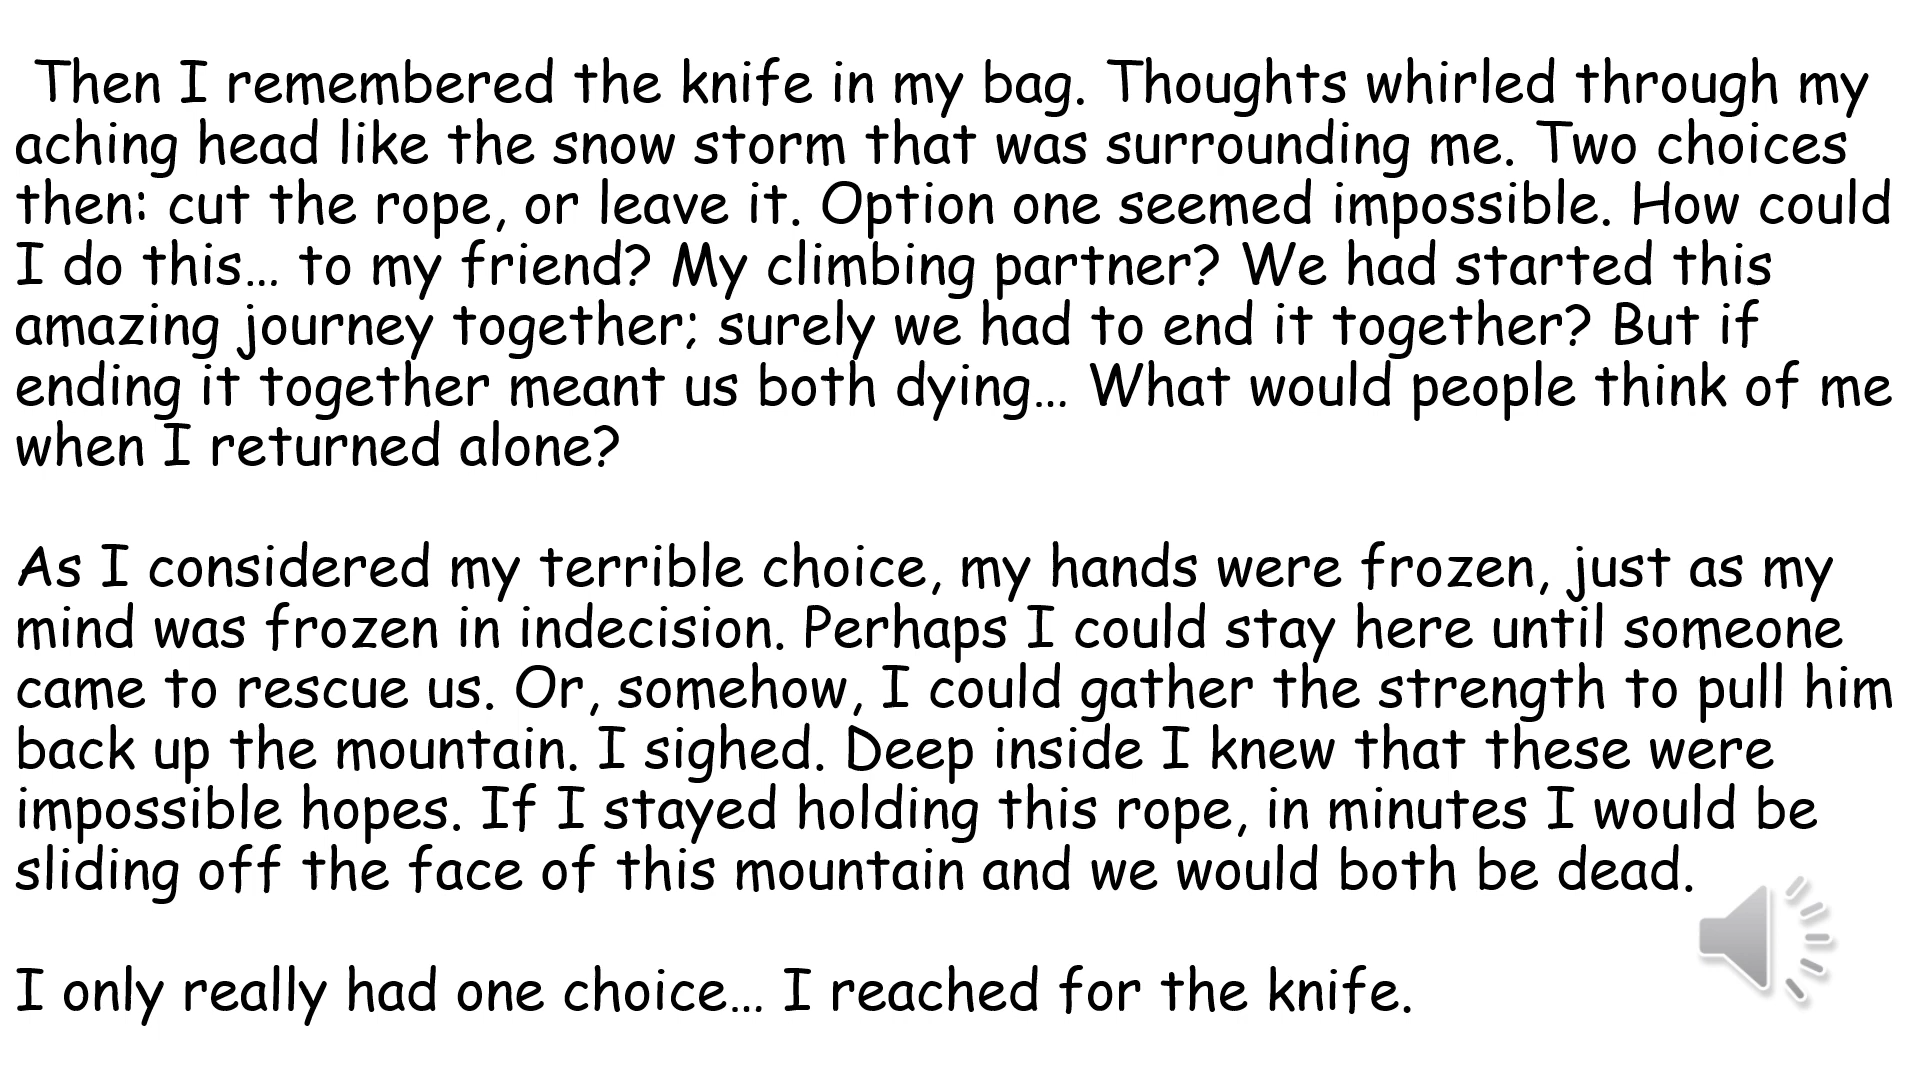 Then I remembered the knife in my bag. Thoughts whirled through my
aching head like the snow storm that was surrounding me. Two choices
then: cut the rope, or leave it. Option one seemed impossible. How could
I do this… to my friend? My climbing partner? We had started this
amazing journey together; surely we had to end it together? But if
ending it together meant us both dying… What would people think of me
when I returned alone?
As I considered my terrible choice, my hands were frozen, just as my
mind was frozen in indecision. Perhaps I could stay here until someone
came to rescue us. Or, somehow, I could gather the strength to pull him
back up the mountain. I sighed. Deep inside I knew that these were
impossible hopes. If I stayed holding this rope, in minutes I would be
sliding off the face of this mountain and we would both be dead.
I only really had one choice… I reached for the knife.